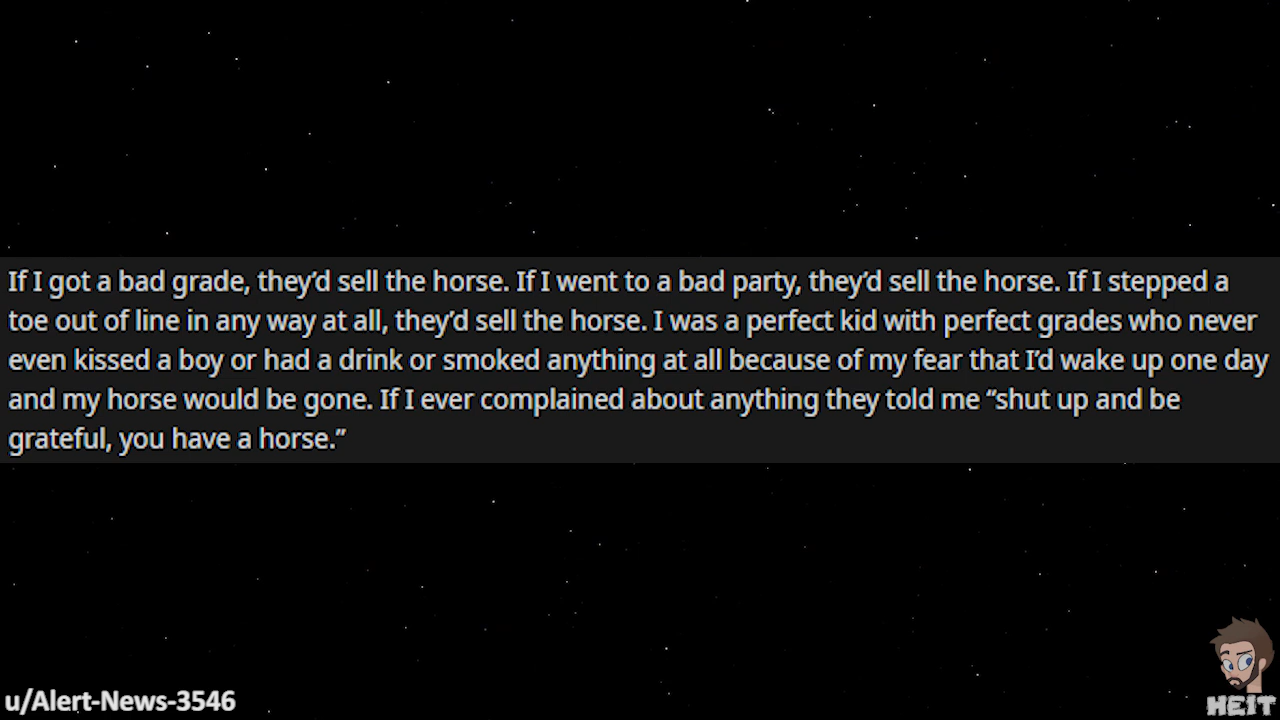 If I got a bad grade, they’d sell the horse. If I went to a bad party, they’d sell the horse. If I stepped a
toe out of line in any way at all, they’d sell the horse. I was a perfect kid with perfect grades who never
even kissed a boy or had a drink or smoked anything at all because of my fear that I’d wake up one day
and my horse would be gone. If I ever complained about anything they told me “shut up and be
grateful, you have a horse.”
u/Alert-News-3546
HEIT